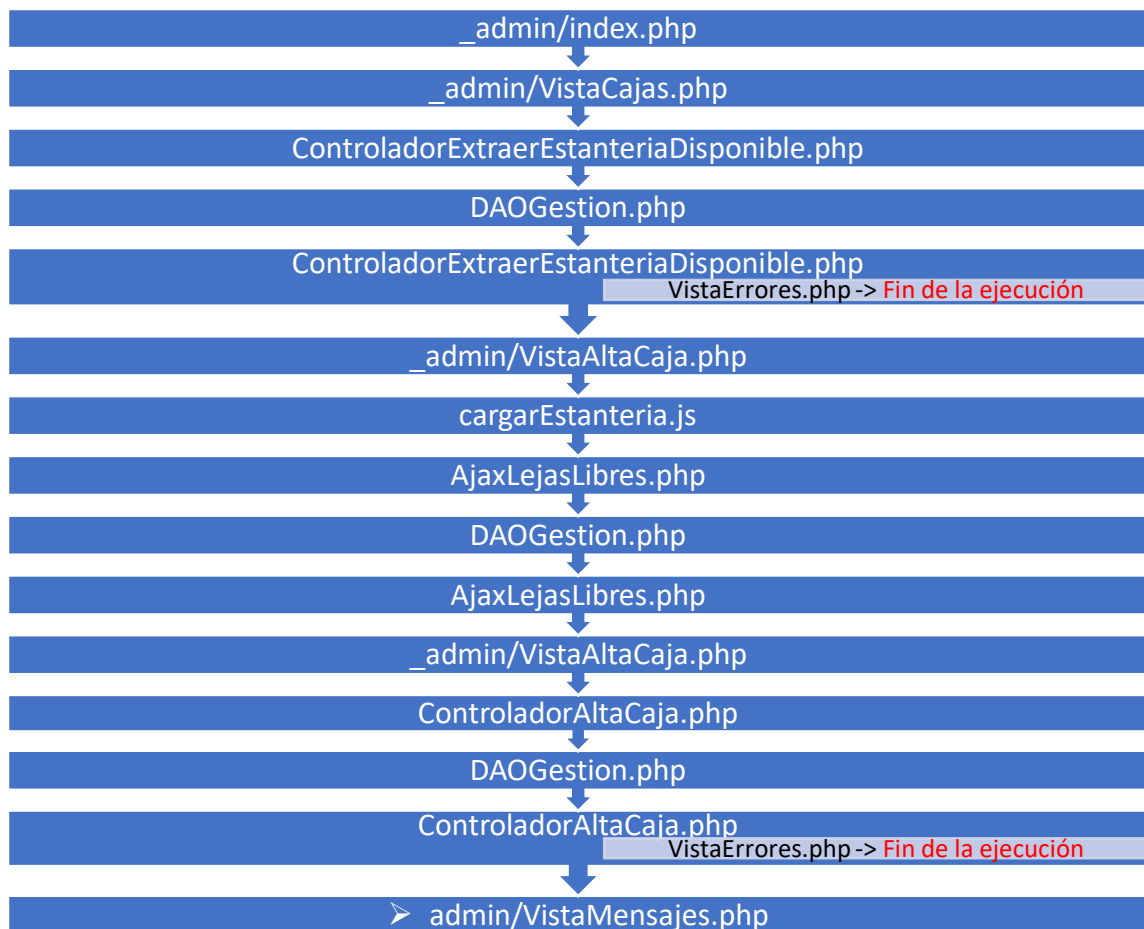 _admin/index.php
_admin/VistaCajas.php
ControladorExtraerEstanteriaDisponible.php
DAOGestion.php
ControladorExtraerEstanteriaDisponible.php
VistaErrores.php -> Fin de la ejecución
_admin/VistaAltaCaja.php
cargarEstanteria.js
AjaxLejasLibres.php
DAOGestion.php
AjaxLejasLibres.php
_admin/VistaAltaCaja.php
ControladorAltaCaja.php
DAOGestion.php
ControladorAltaCaja.php
VistaErrores.php -> Fin de la ejecución
➢ admin/VistaMensajes.php